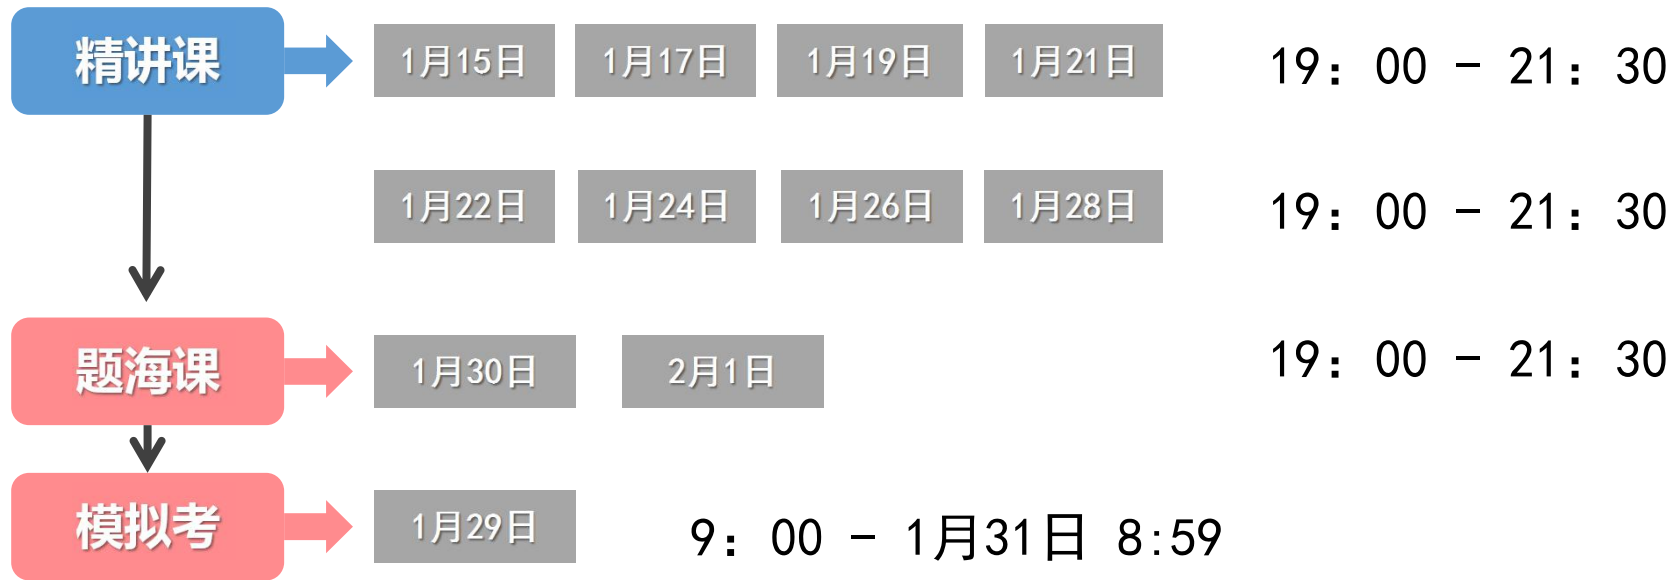 精讲课 1月15日 1月17日 1月19日 1月21日 19：00 - 21：30
1月22日 1月24日 1月26日 1月28日 19：00 - 21：30
题海课 1月30日 2月1日 19：00 - 21：30
模拟考 1月29日 9：00 - 1月31日 8:59